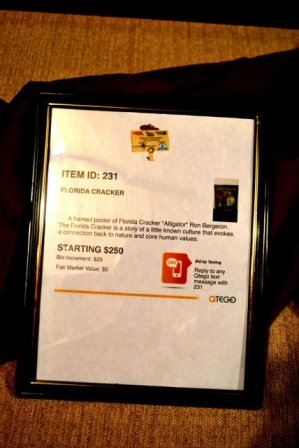 ITEM ID: 231
FLORIDA CRACKER
A framed poster of Florida Cracker "Alligator" Ron Bergeron.
The Florida Cracker is a story of a little known culture that evokes
a connection back to nature and core human values.
STARTING $250
Bid Increment: $25
Fair Market Value: $0
Bid by Texting
Reply to any
Qtego text
message with
231
QTEGO